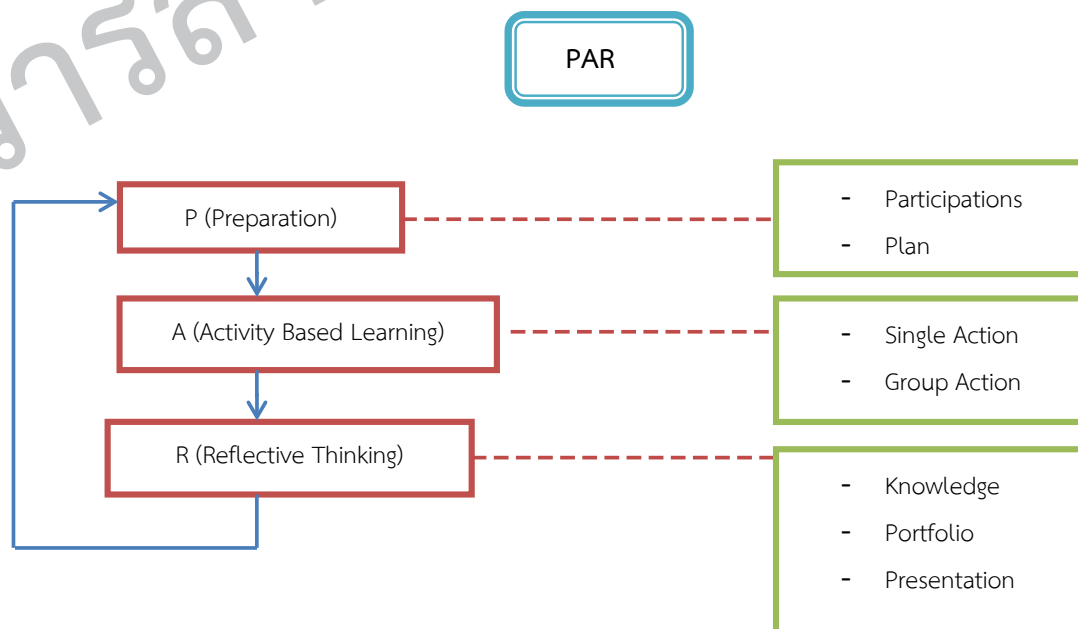 PAR
P (Preparation)
- Participations
- Plan
A (Activity Based Learning)
- Single Action
- Group Action
R (Reflective Thinking)
- Knowledge
- Portfolio
- Presentation